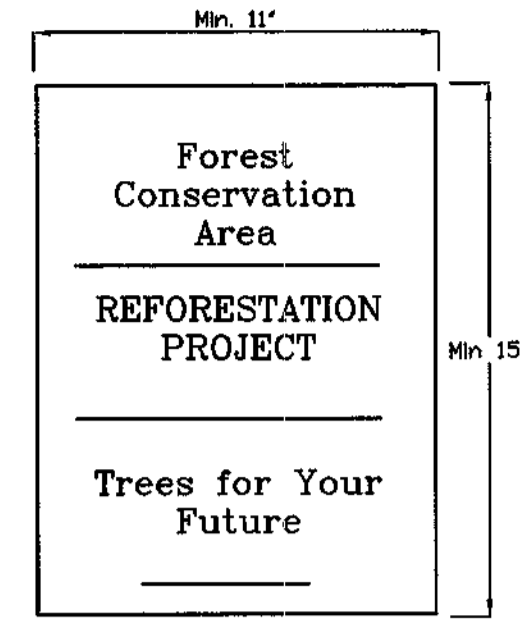 Min. 11"
Forest
Conservation
Area
REFORESTATION
PROJECT
Min 15
Trees for Your
Future